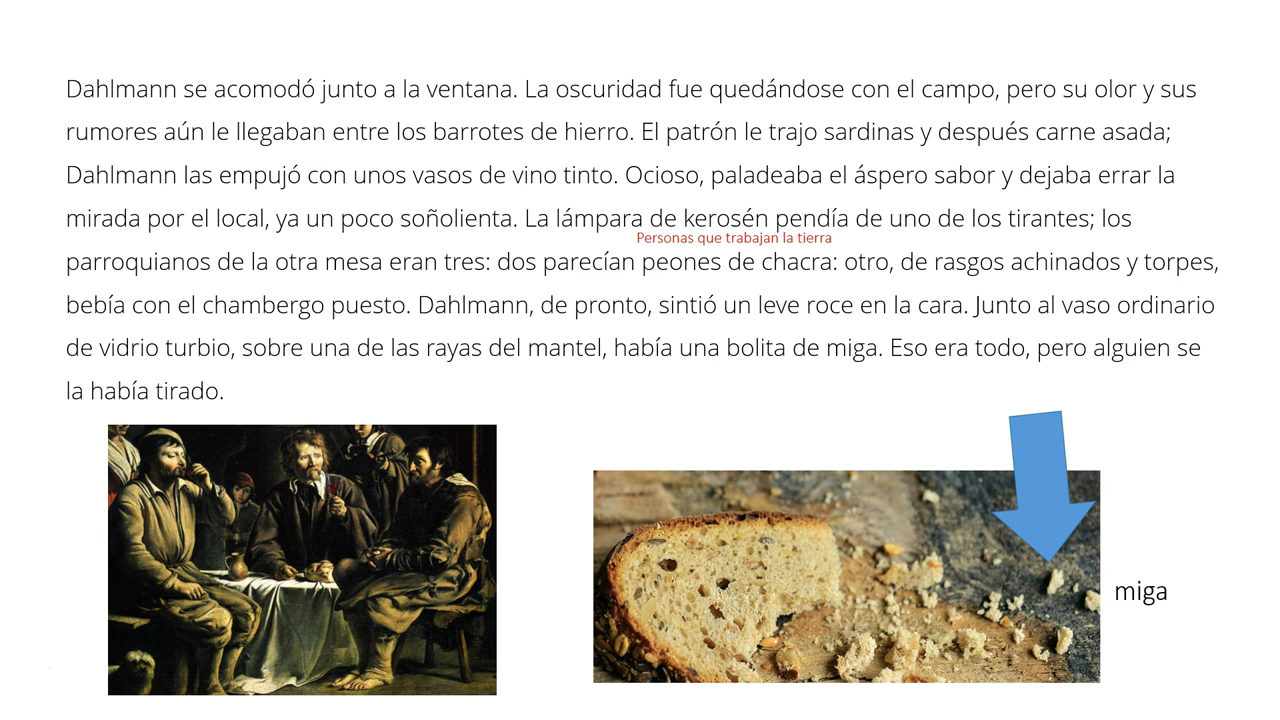 Dahlmann se acomodó junto a la ventana. La oscuridad fue quedándose con el campo, pero su olor y sus
rumores aún le llegaban entre los barrotes de hierro. El patrón le trajo sardinas y después carne asada;
Dahlmann las empujó con unos vasos de vino tinto. Ocioso, paladeaba el áspero sabor y dejaba errar la
mirada por el local, ya un poco soñolienta. La lámpara de kerosén pendía de uno de los tirantes; los
Personas que trabajan la tierra
parroquianos de la otra mesa eran tres: dos parecían peones de chacra: otro, de rasgos achinados y torpes,
bebía con el chambergo puesto. Dahlmann, de pronto, sintió un leve roce en la cara. Junto al vaso ordinario
de vidrio turbio, sobre una de las rayas del mantel, había una bolita de miga. Eso era todo, pero alguien se
la había tirado.
miga